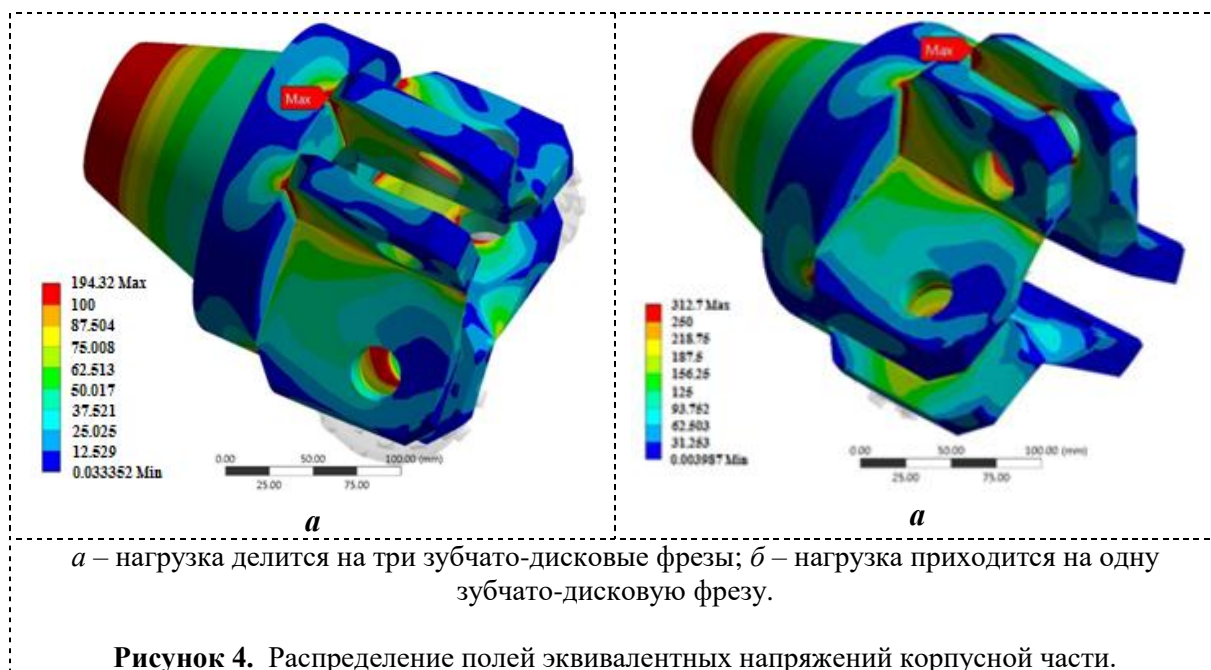 Max
194.32 Max
100
87.504
75.008
62.513
50.017
37.521
25.025
12.529
0.033352 Min
0.00 50.00 100.00 (mm)
25.00 75.00
а
Max
312.7 Max
250
218.75
187.5
156.25
125
93.752
62.503
31.253
0.003987 Min
0.00 50.00 100.00 (mm)
25.00 75.00
а
а – нагрузка делится на три зубчато-дисковые фрезы; б – нагрузка приходится на одну
зубчато-дисковую фрезу.
Рисунок 4. Распределение полей эквивалентных напряжений корпусной части.